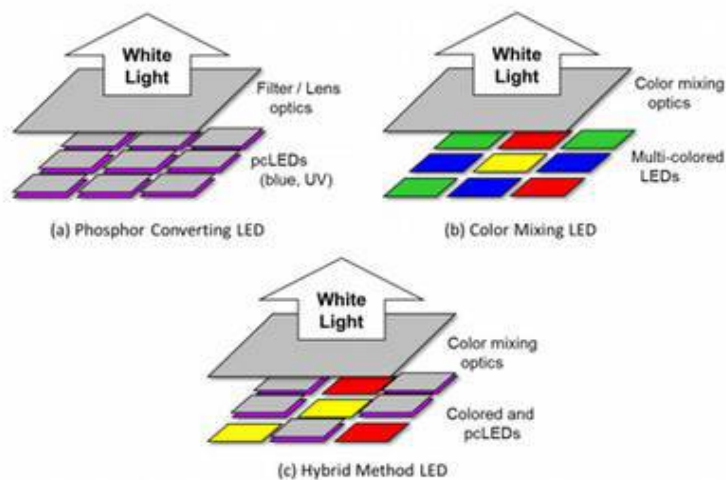 White
Light
Filter / Lens
optics
pcLEDs
(blue, UV)
(a) Phosphor Converting LED
White
Light
Color mixing
optics
Multi-colored
LEDs
(b) Color Mixing LED
White
Light
Color mixing
optics
Colored and
pcLEDs
(c) Hybrid Method LED